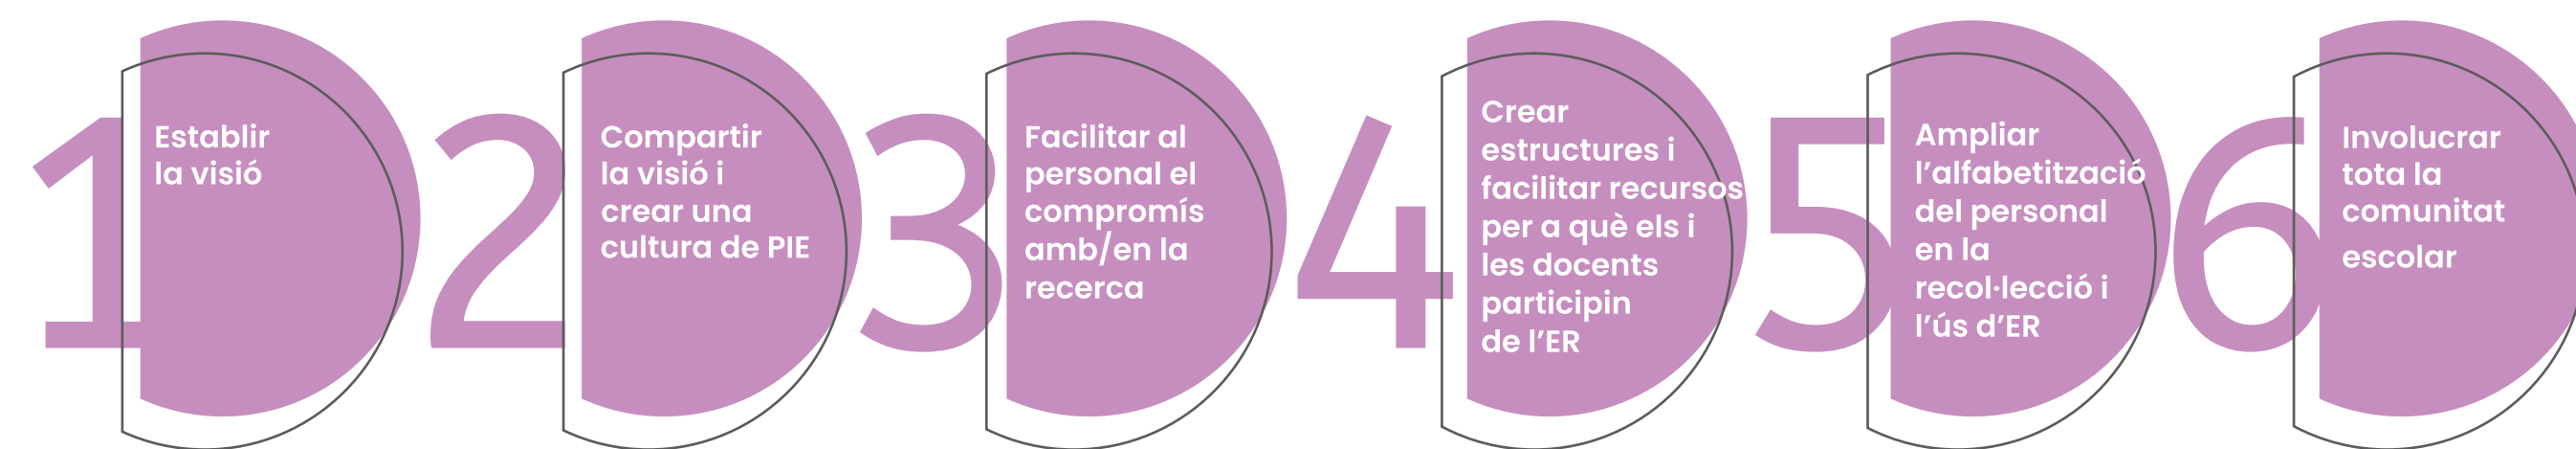 1
Establir
la visió
2
Compartir
la visió i
crear una
cultura de PIE
3
Facilitar al
personal el
compromís
amb/en la
recerca
4
Crear
estructures i
facilitar recursos
per a què els i
les docents
participin
de l’ER
5
Ampliar
l’alfabetització
del personal
en la
recol·lecció i
l’ús d’ER
6
Involucrar
tota la
comunitat
escolar